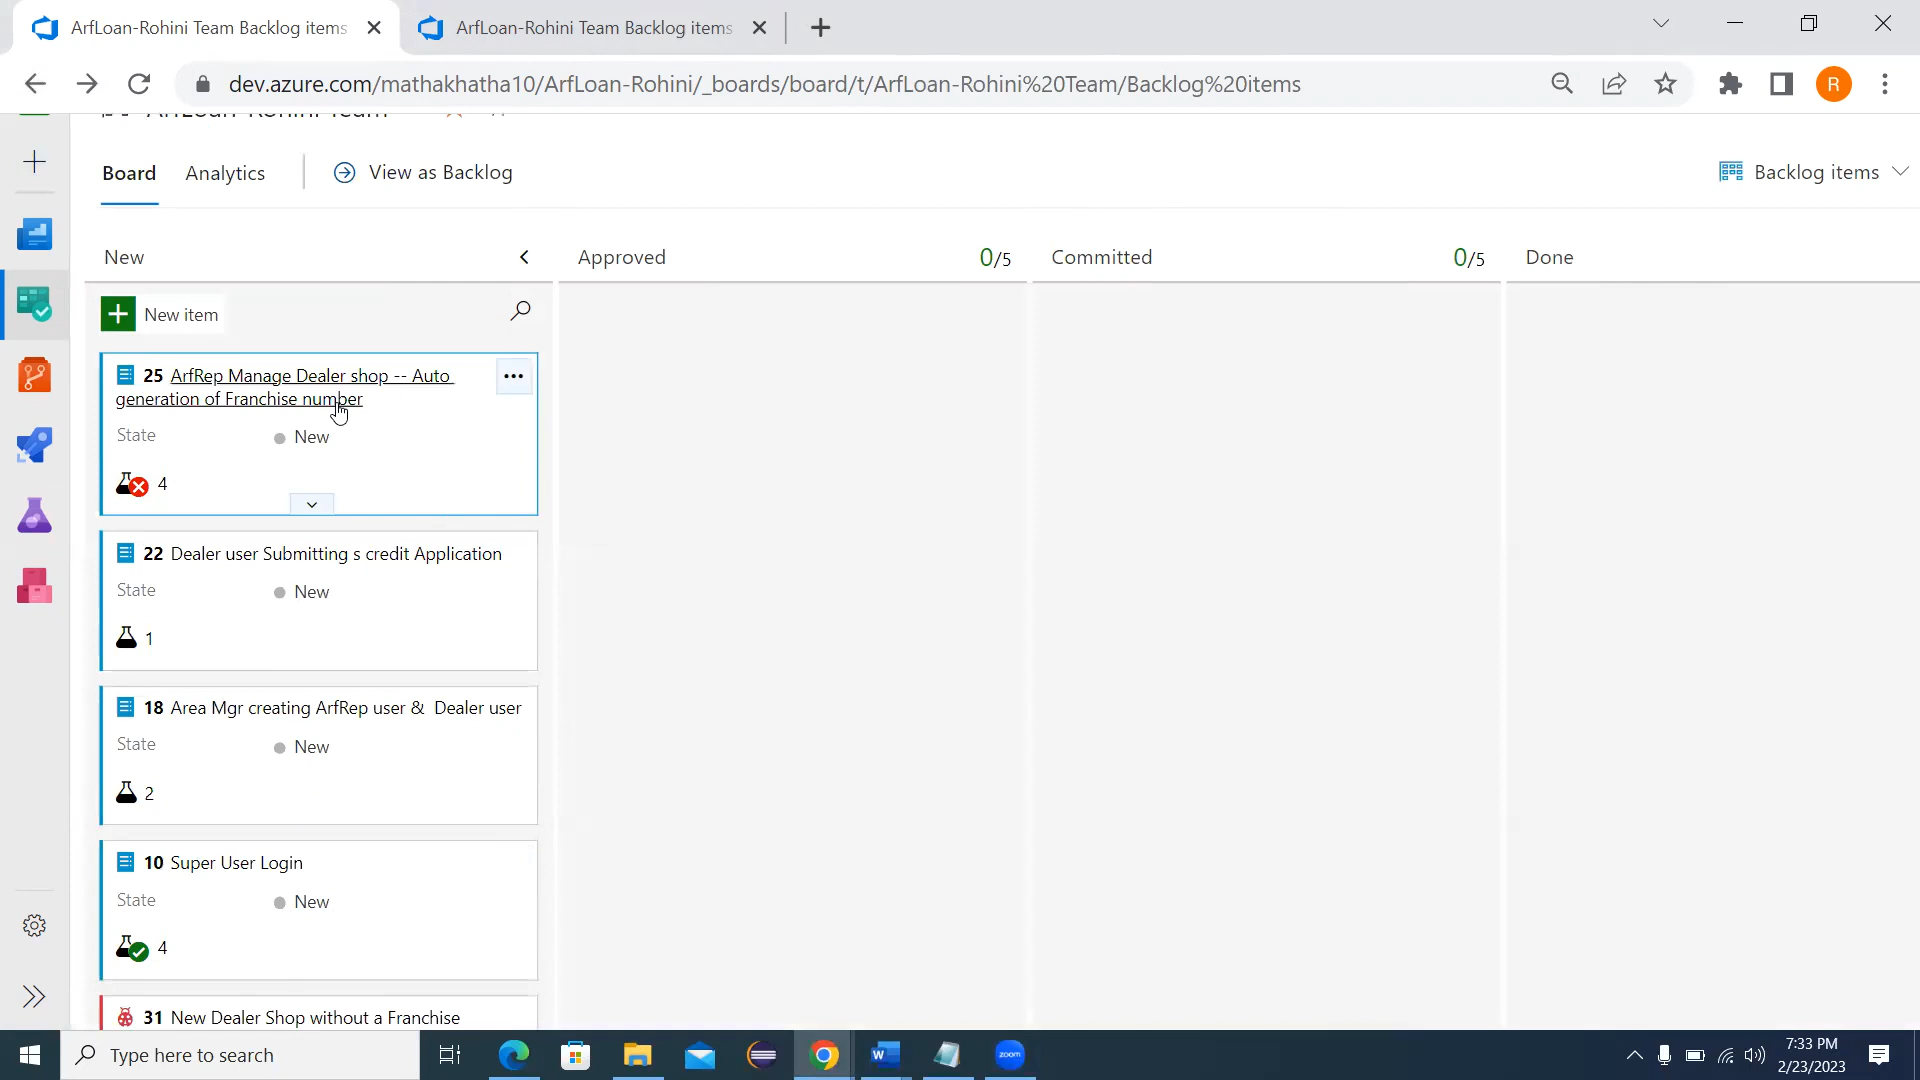 ArfLoan-Rohini Team Backlog items
ArfLoan-Rohini Team Backlog items
dev.azure.com/mathakhatha10/ArfLoan-Rohini/_boards/board/t/ArfLoan-Rohini%20Team/Backlog%20items
R
ArfLoan-Rohini Team
Board Analytics View as Backlog
Backlog items
New
Approved 0/5
Committed 0/5
Done
New item
25 ArfRep Manage Dealer shop -- Auto
generation of Franchise number
State New
4
22 Dealer user Submitting s credit Application
State New
1
18 Area Mgr creating ArfRep user & Dealer user
State New
2
10 Super User Login
State New
4
31 New Dealer Shop without a Franchise
Type here to search
zoom
7:33 PM
2/23/2023